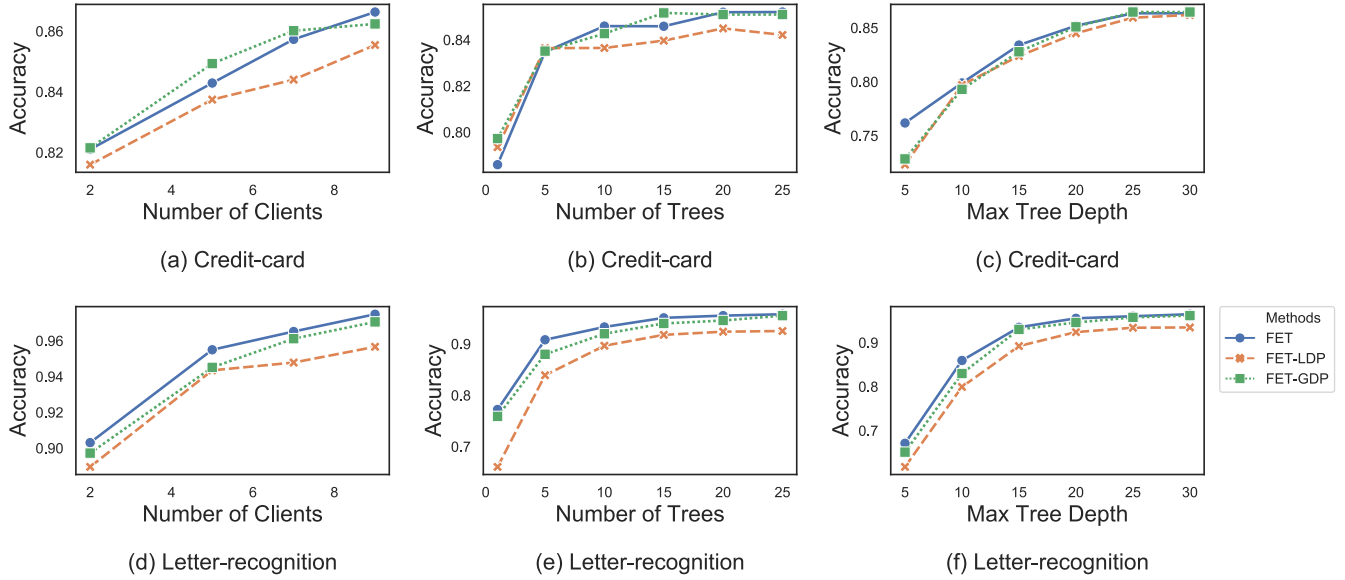 Accuracy
0.86
0.84
0.82
2 4 6 8
Number of Clients
(a) Credit-card
Accuracy
0.84
0.82
0.80
0 5 10 15 20 25
Number of Trees
(b) Credit-card
Accuracy
0.85
0.80
0.75
5 10 15 20 25 30
Max Tree Depth
(c) Credit-card
Accuracy
0.96
0.94
0.92
0.90
2 4 6 8
Number of Clients
(d) Letter-recognition
Accuracy
0.9
0.8
0.7
0 5 10 15 20 25
Number of Trees
(e) Letter-recognition
Accuracy
0.9
0.8
0.7
5 10 15 20 25 30
Max Tree Depth
(f) Letter-recognition
Methods
FET
FET-LDP
FET-GDP